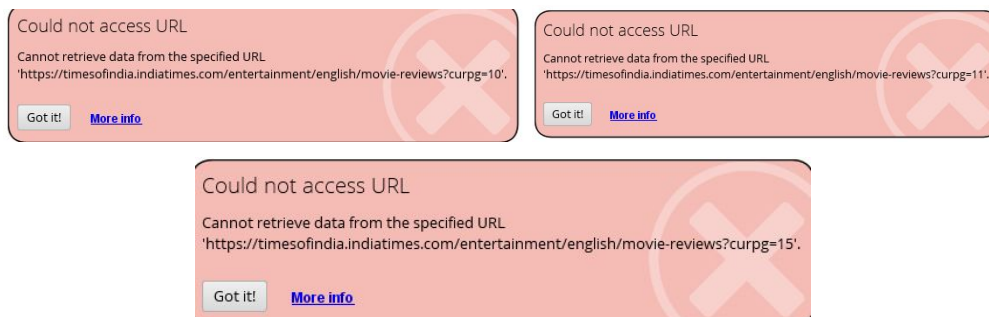 Could not access URL
Cannot retrieve data from the specified URL
'https://timesofindia.indiatimes.com/entertainment/english/movie-reviews?curpg=10'.
Got it! More info
Could not access URL
Cannot retrieve data from the specified URL
'https://timesofindia.indiatimes.com/entertainment/english/movie-reviews?curpg=11'.
Got it! More info
Could not access URL
Cannot retrieve data from the specified URL
'https://timesofindia.indiatimes.com/entertainment/english/movie-reviews?curpg=15'.
Got it! More info